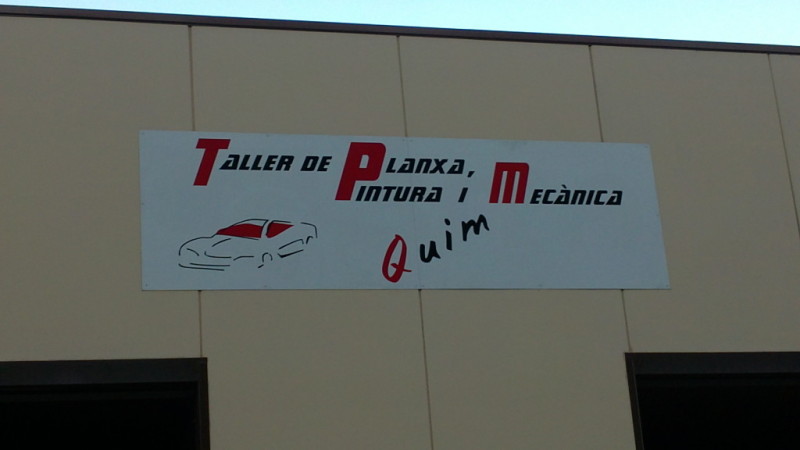 Taller de Planxa,
Pintura i Mecànica
Quim